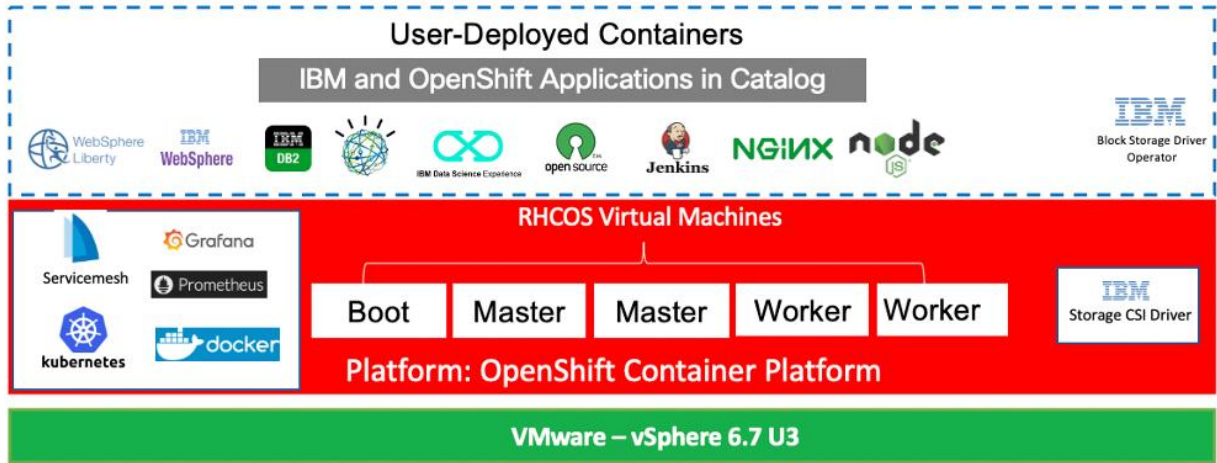 User-Deployed Containers
IBM and OpenShift Applications in Catalog
WebSphere
Liberty
IBM
WebSphere
IBM
DB2
IBM Data Science Experience
open source
TM
Jenkins
NGINX
node
JS
IBM
Block Storage Driver
Operator
RHCOS Virtual Machines
Servicemesh
Grafana
Prometheus
kubernetes
docker
Boot
Master
Master
Worker
Worker
IBM
Storage CSI Driver
Platform: OpenShift Container Platform
VMware – vSphere 6.7 U3